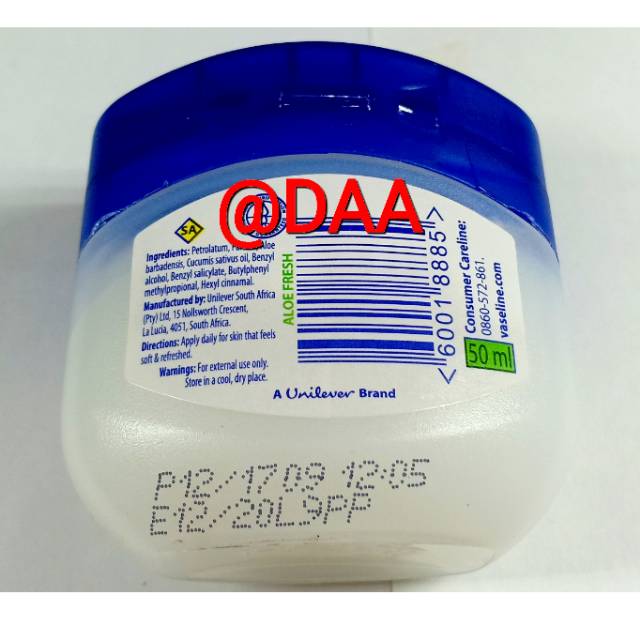 @DAA
SA
Ingredients: Petrolatum, Aloe
barbadensis, Cucumis sativus oil, Benzyl
alcohol, Benzyl salicylate, Butylphenyl
methylpropional, Hexyl cinnamal.
Manufactured by: Unilever South Africa
(Pty) Ltd, 15 Nollsworth Crescent,
La Lucia, 4051, South Africa.
Directions: Apply daily for skin that feels
soft & refreshed.
Warnings: For external use only.
Store in a cool, dry place.
ALOE FRESH
<6001 8885>
Consumer Careline:
0860-572-861.
vaseline.com
50 ml
A Unilever Brand
P12/1709 12:05
E12/20L9PP